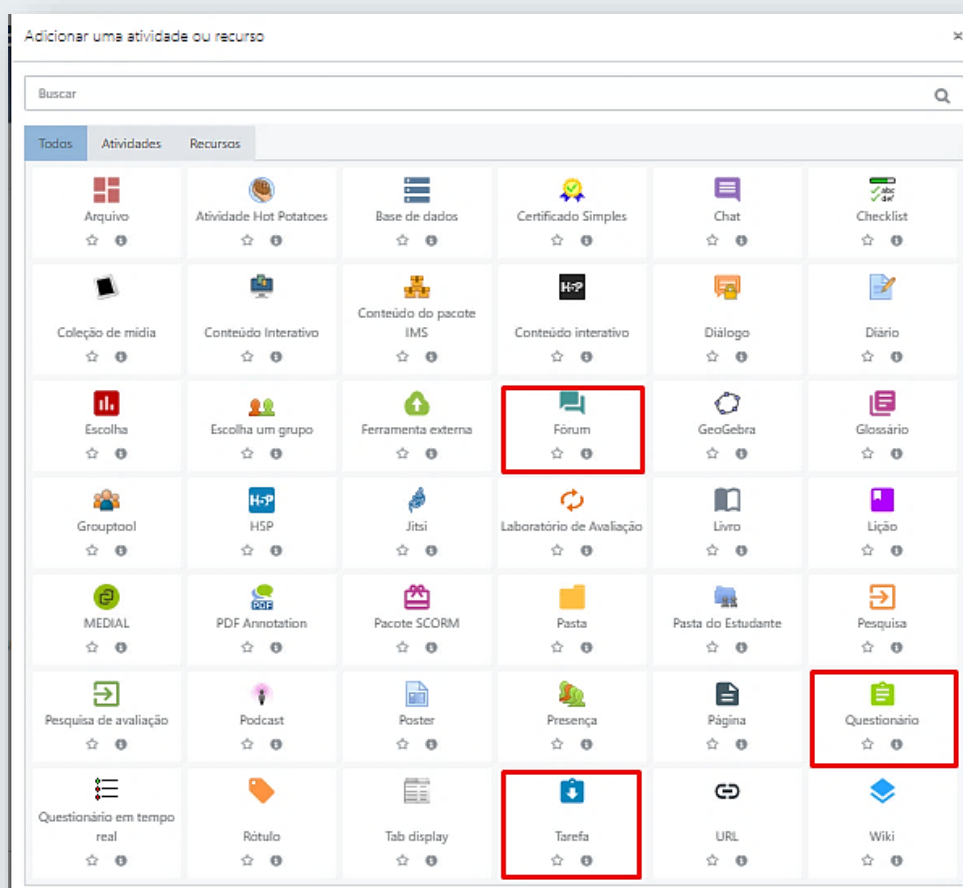 Adicionar uma atividade ou recurso
Buscar
Todos Atividades Recursos
Arquivo Atividade Hot Potatoes Base de dados Certificado Simples Chat Checklist
Coleção de mídia Conteúdo Interativo Conteúdo do pacote IMS Conteúdo interativo Diálogo Diário
Escolha Escolha um grupo Ferramenta externa Fórum GeoGebra Glossário
Grouptool H5P Jitsi Laboratório de Avaliação Livro Lição
MEDIAL PDF Annotation Pacote SCORM Pasta Pasta do Estudante Pesquisa
Pesquisa de avaliação Podcast Poster Presença Página Questionário
Questionário em tempo real Rótulo Tab display Tarefa URL Wiki